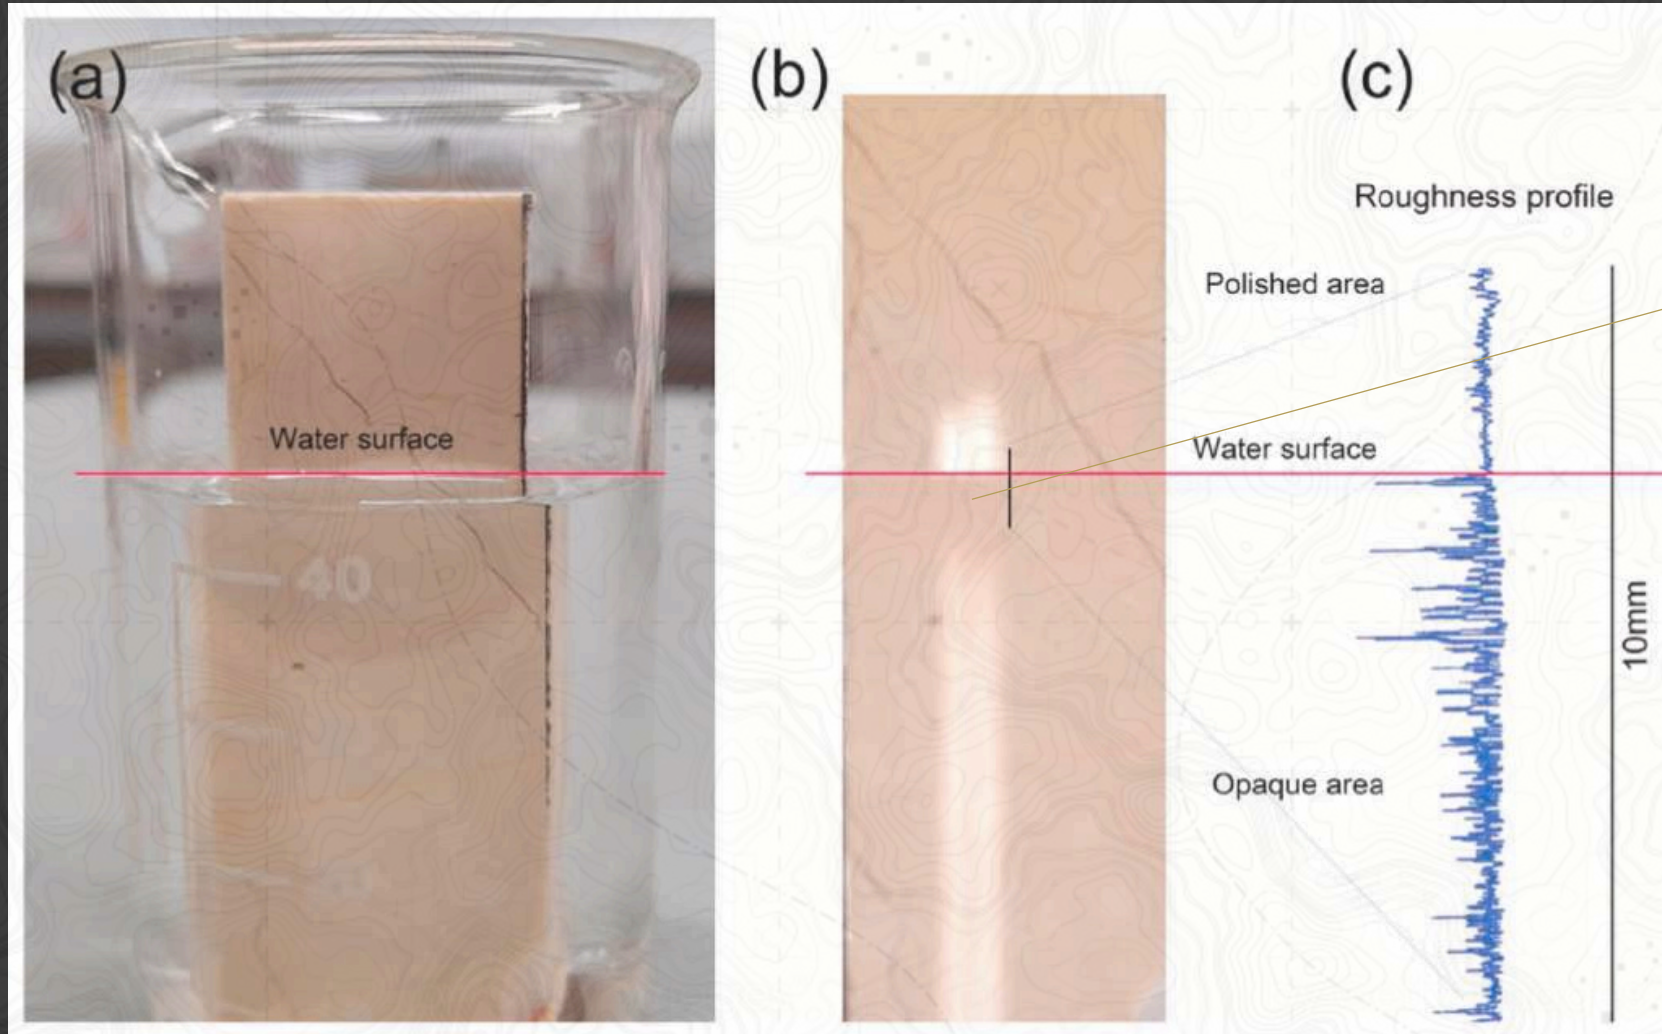 (a)
Water surface
40
(b)
(c)
Roughness profile
Polished area
Water surface
Opaque area
10mm